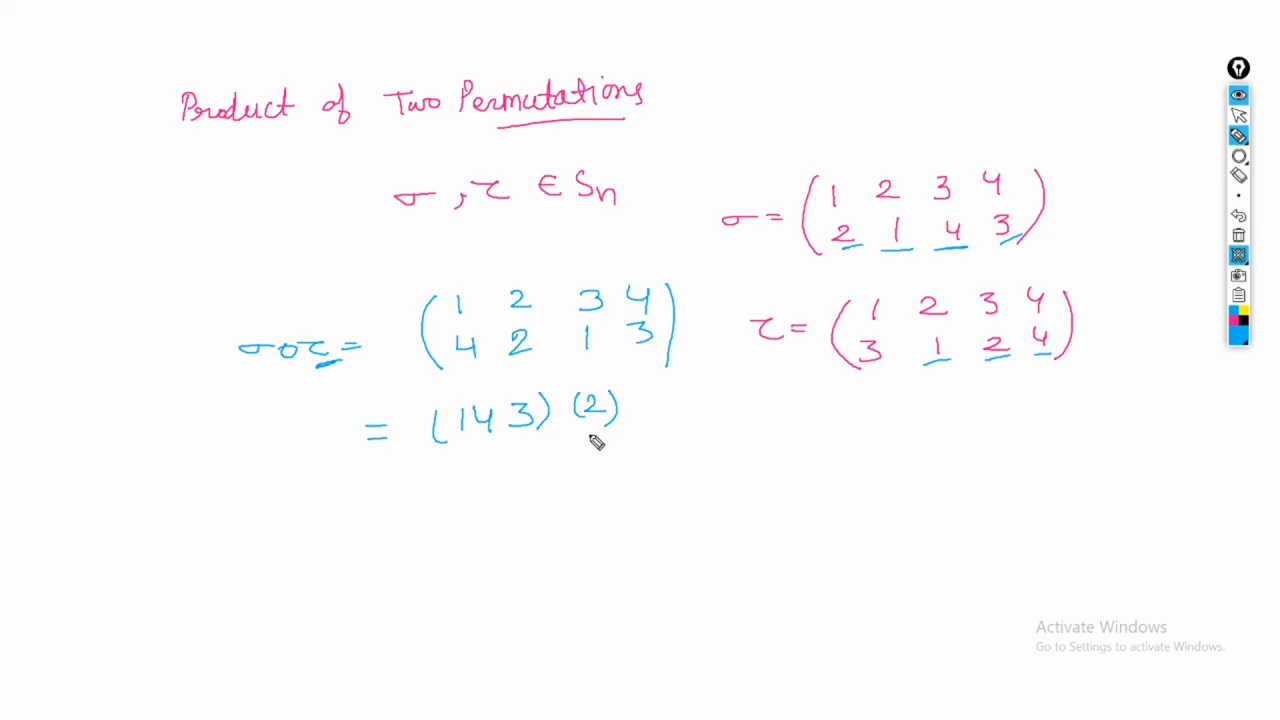 Product of Two Permutations
σ, τ ∈ Sn
σ = (1 2 3 4
2 1 4 3)
σ o τ = (1 2 3 4
4 2 1 3)
τ = (1 2 3 4
3 1 2 4)
= (1 4 3) (2)
Activate Windows
Go to Settings to activate Windows.